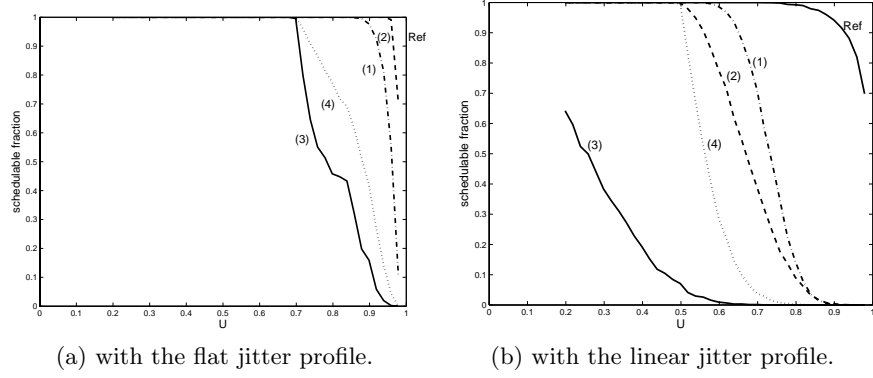 1
0.9
0.8
0.7
0.6
0.5
0.4
0.3
0.2
0.1
0
schedulable fraction
(2) Ref
(1)
(4)
(3)
0 0.1 0.2 0.3 0.4 0.5 0.6 0.7 0.8 0.9 1
U
(a) with the flat jitter profile.
1
0.9
0.8
0.7
0.6
0.5
0.4
0.3
0.2
0.1
0
schedulable fraction
Ref
(1)
(2)
(3)
(4)
0 0.1 0.2 0.3 0.4 0.5 0.6 0.7 0.8 0.9 1
U
(b) with the linear jitter profile.